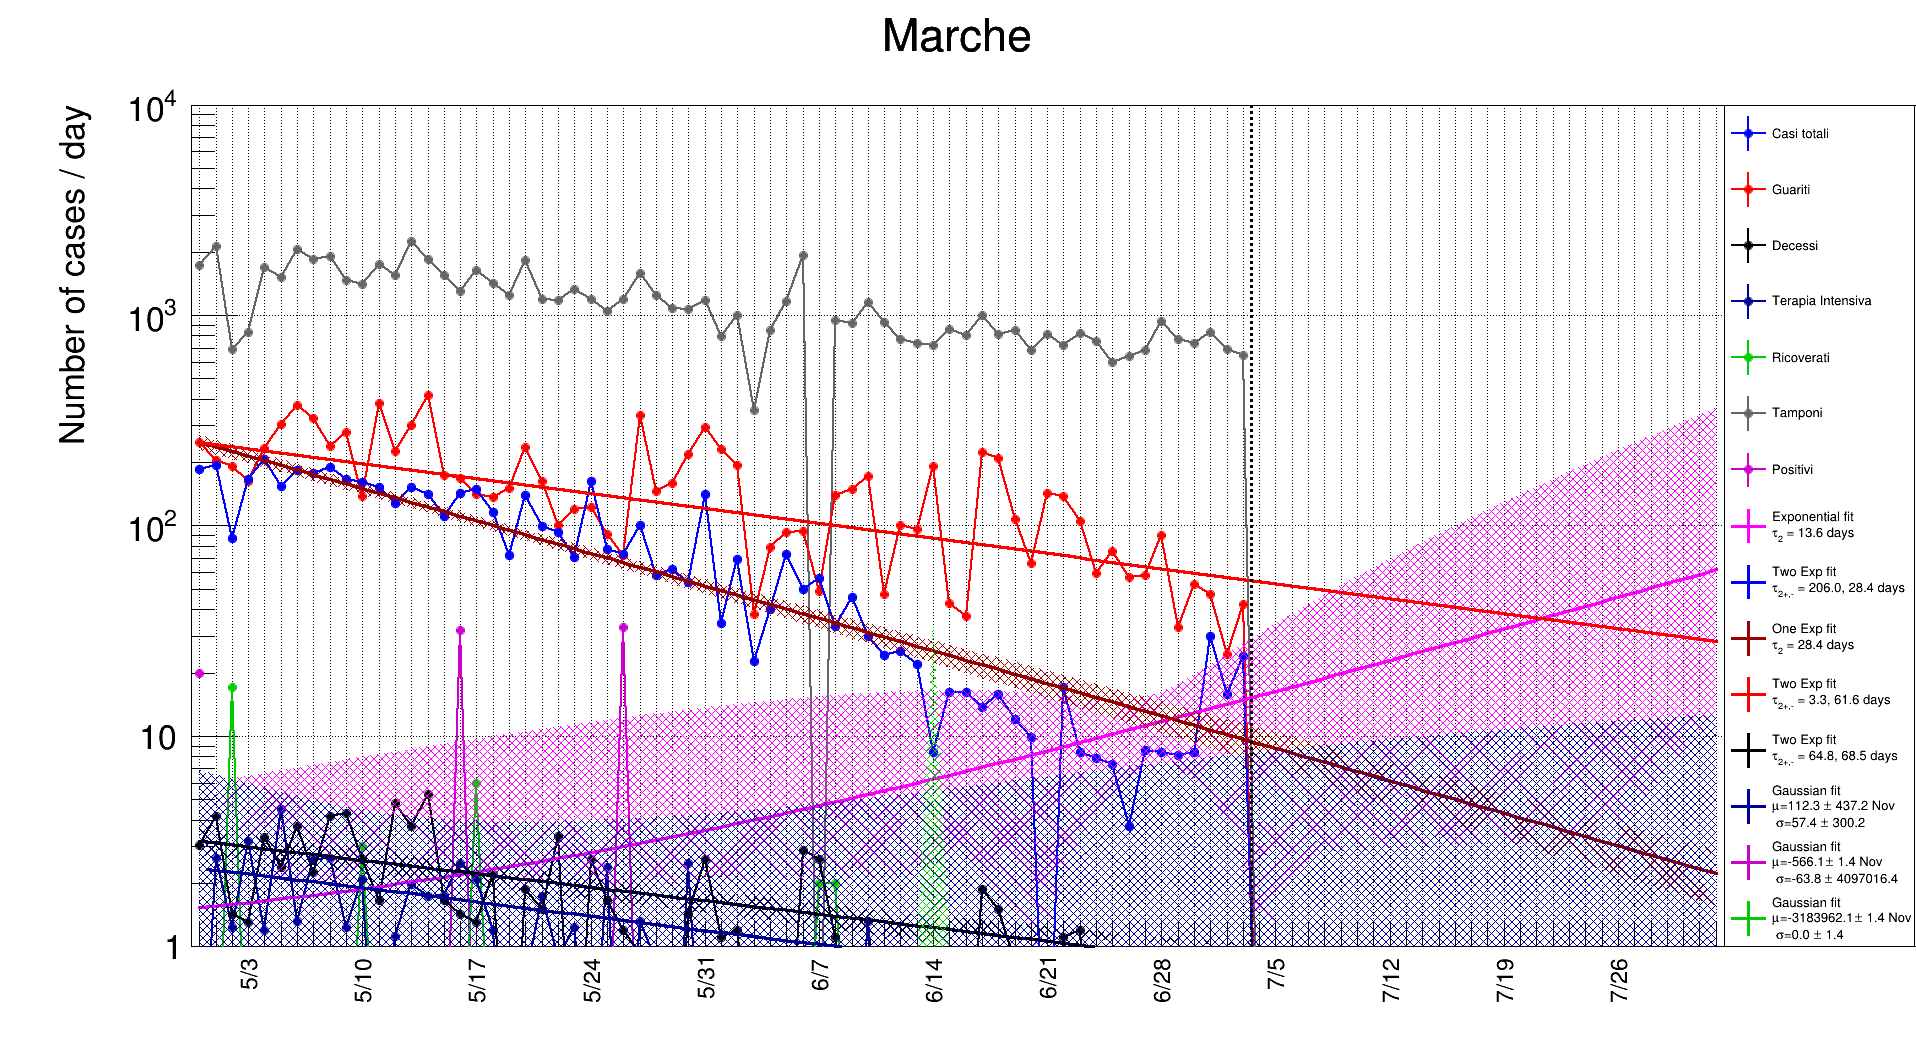 Marche
Number of cases / day
10^4
10^3
10^2
10
1
5/3
5/10
5/17
5/24
5/31
6/7
6/14
6/21
6/28
7/5
7/12
7/19
7/26
Casi totali
Guariti
Decessi
Terapia Intensiva
Ricoverati
Tamponi
Positivi
Exponential fit
τ2 = 13.6 days
Two Exp fit
τ2+,- = 206.0, 28.4 days
One Exp fit
τ2 = 28.4 days
Two Exp fit
τ2+,- = 3.3, 61.6 days
Two Exp fit
τ2+,- = 64.8, 68.5 days
Gaussian fit
μ=112.3 ± 437.2 Nov
σ=57.4 ± 300.2
Gaussian fit
μ=-566.1 ± 1.4 Nov
σ=-63.8 ± 4097016.4
Gaussian fit
μ=-3183962.1 ± 1.4 Nov
σ=0.0 ± 1.4